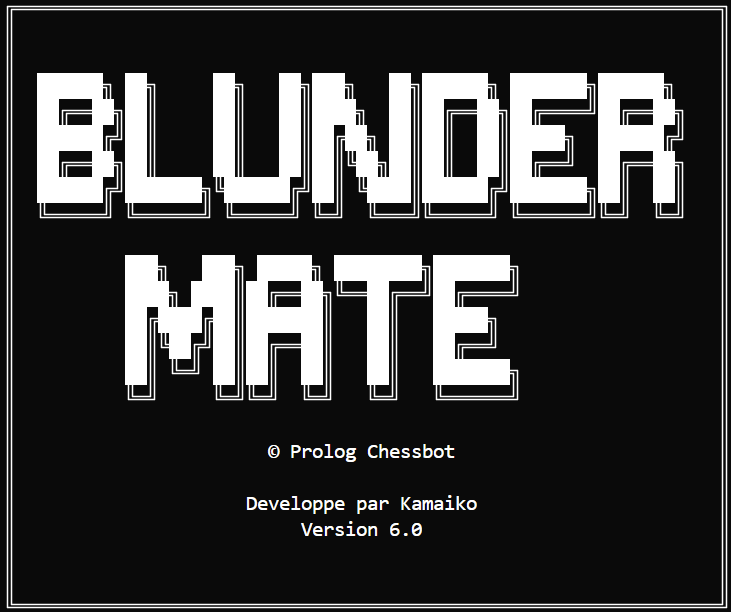 BLUNDER
MATE
© Prolog Chessbot
Developpe par Kamaiko
Version 6.0